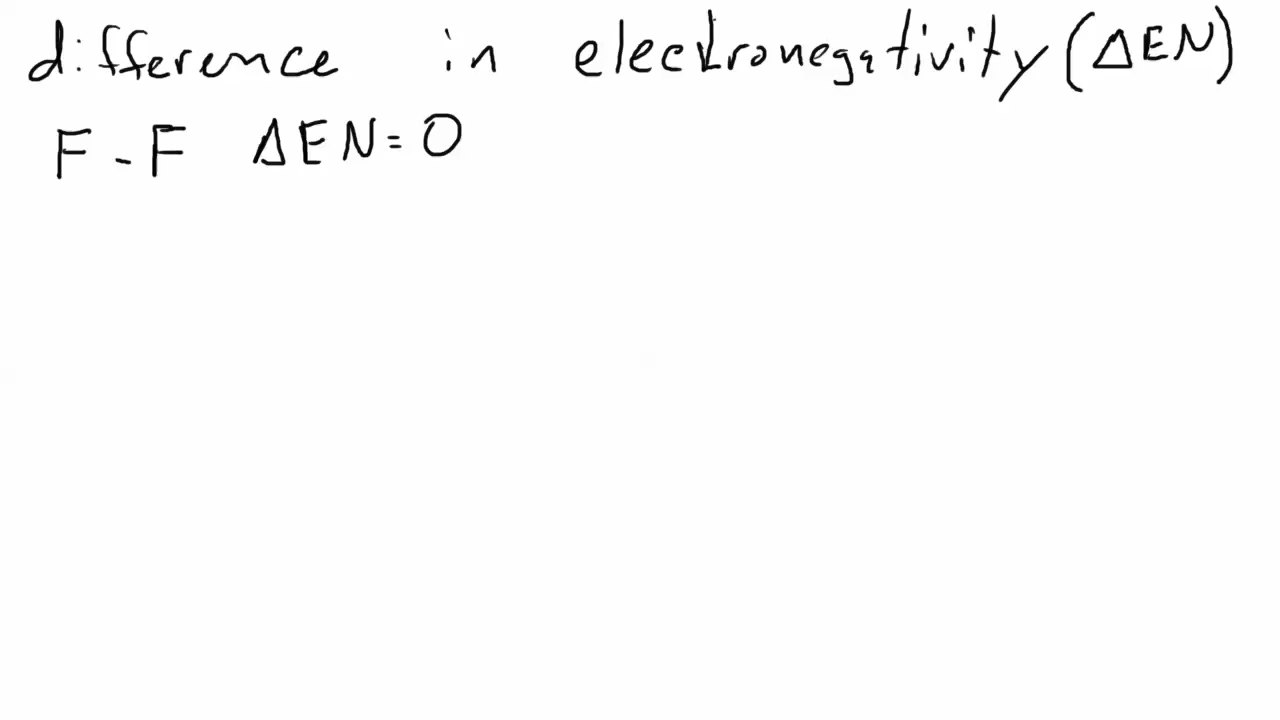 difference in electronegativity (ΔEN)
F - F ΔEN = 0